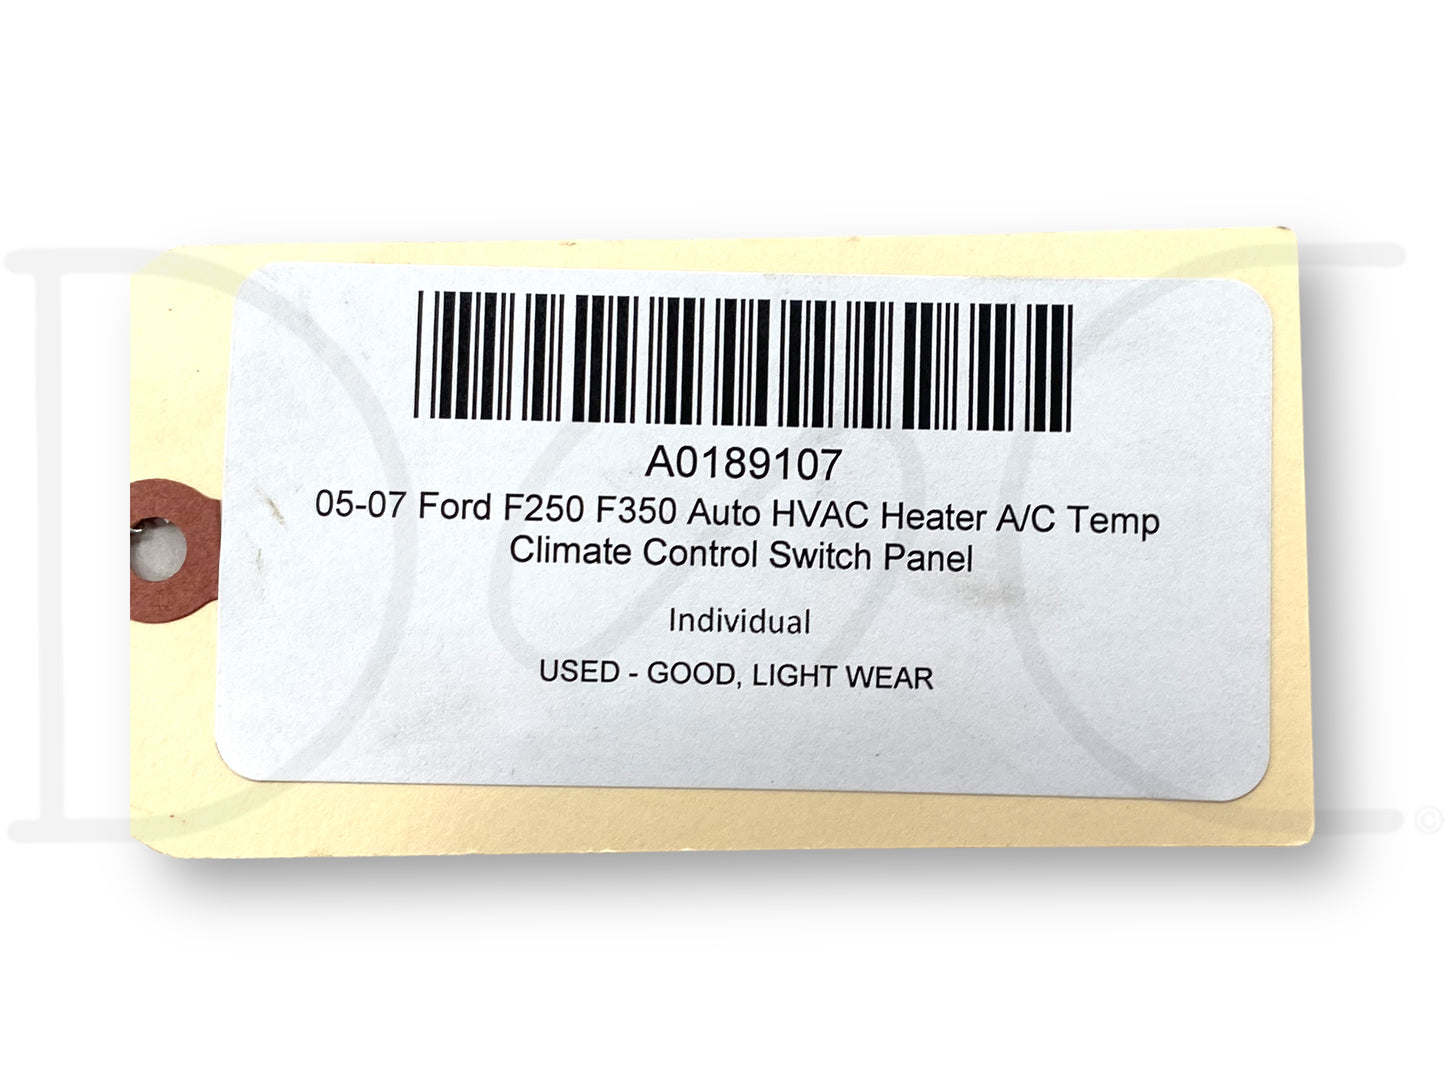 A0189107
05-07 Ford F250 F350 Auto HVAC Heater A/C Temp
Climate Control Switch Panel
Individual
USED - GOOD, LIGHT WEAR
©